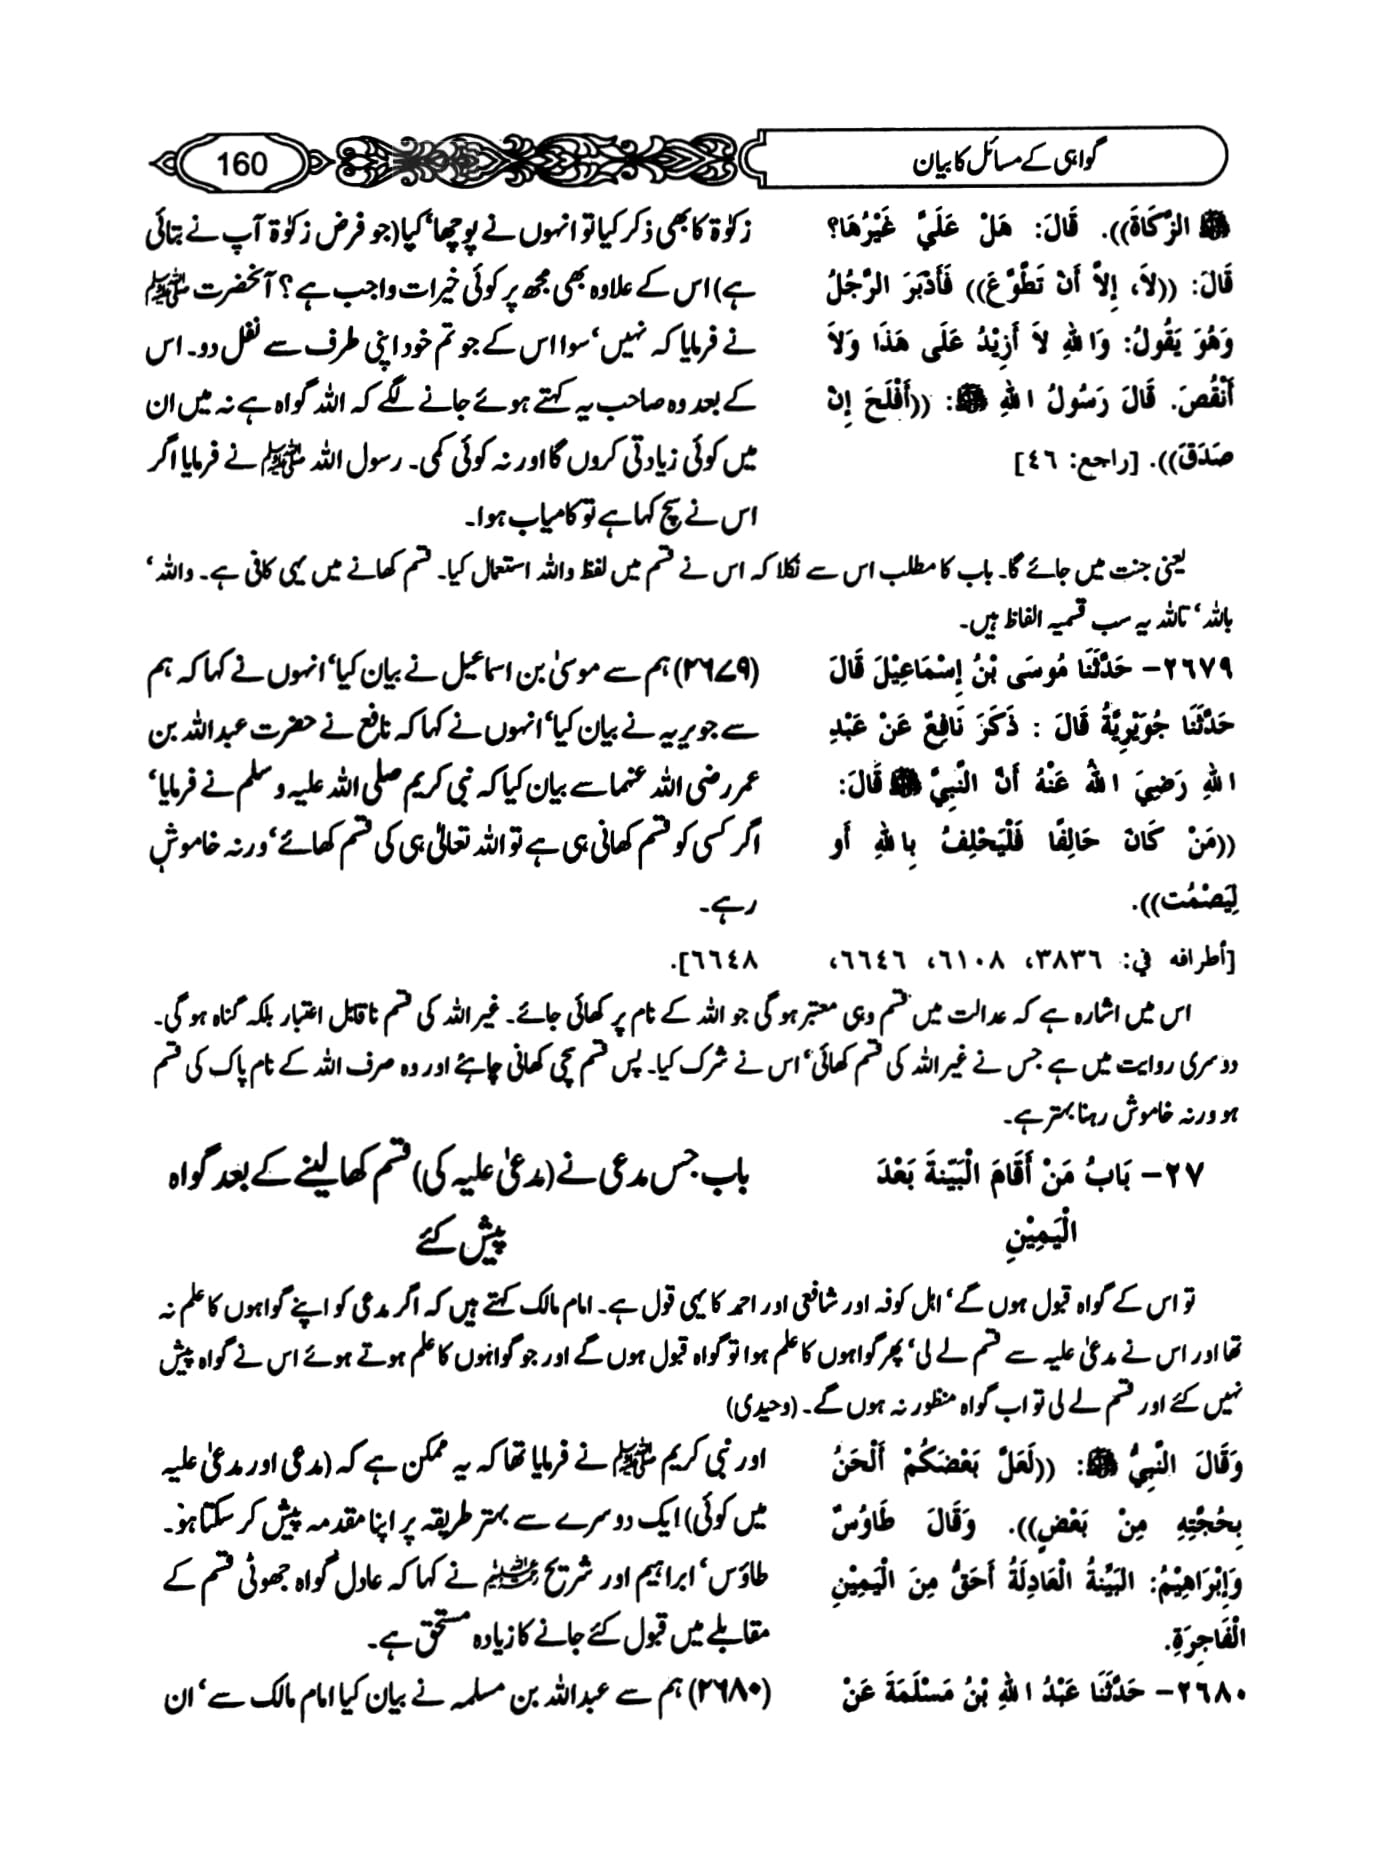 گواہی کے مسائل کا بیان
160
ﷺ الزَّكَاةَ)). قَالَ: هَلْ عَلَيَّ غَيْرُهَا؟
قَالَ: ((لاَ، إِلاَّ أَنْ تَطَّوَّعَ)) فَأَدْبَرَ الرَّجُلُ
وَهُوَ يَقُولُ: وَاللهِ لاَ أَزِيْدُ عَلَى هَذَا وَلاَ
أَنْقُصَ. قَالَ رَسُولُ اللهِ ﷺ: ((أَفْلَحَ إِنْ
صَدَقَ)). [راجع: ٤٦]
زکوٰۃ کا بھی ذکر کیا تو انہوں نے پوچھا‘ کیا (جو فرض زکوٰۃ آپ نے بتائی
ہے) اس کے علاوہ بھی مجھ پر کوئی خیرات واجب ہے؟ آنحضرت ﷺ
نے فرمایا کہ نہیں‘ سوا اس کے جو تم خود اپنی طرف سے نفل دو۔ اس
کے بعد وہ صاحب یہ کہتے ہوئے جانے لگے کہ اللہ گواہ ہے نہ میں ان
میں کوئی زیادتی کروں گا اور نہ کوئی کمی۔ رسول اللہ ﷺ نے فرمایا اگر
اس نے سچ کہا ہے تو کامیاب ہوا۔
یعنی جنت میں جائے گا۔ باب کا مطلب اس سے نکلا کہ اس نے قسم میں لفظ واللہ استعمال کیا۔ قسم کھانے میں یہی کافی ہے۔ واللہ‘
باللہ‘ تاللہ یہ سب قسمیہ الفاظ ہیں۔
٢٦٧٩- حَدَّثَنَا مُوسَى بْنُ إِسْمَاعِيْلَ قَالَ
حَدَّثَنَا جُوَيْرِيَّةُ قَالَ : ذَكَرَ نَافِعٌ عَنْ عَبْدِ
اللهِ رَضِيَ اللهُ عَنْهُ أَنَّ النَّبِيَّ ﷺ قَالَ:
((مَنْ كَانَ حَالِفًا فَلْيَحْلِفْ بِاللهِ أَو
لِيَصْمُت)).
[أطرافه في: ٣٨٣٦، ٦١٠٨، ٦٦٤٦،
(۲۶۷۹) ہم سے موسیٰ بن اسماعیل نے بیان کیا‘ انہوں نے کہا کہ ہم
سے جویریہ نے بیان کیا‘ انہوں نے کہا کہ نافع نے حضرت عبداللہ بن
عمر رضی اللہ عنہما سے بیان کیا کہ نبی کریم صلی اللہ علیہ و سلم نے فرمایا‘
اگر کسی کو قسم کھانی ہی ہے تو اللہ تعالیٰ ہی کی قسم کھائے‘ ورنہ خاموش
رہے۔
٦٦٤٨].
اس میں اشارہ ہے کہ عدالت میں قسم وہی معتبر ہوگی جو اللہ کے نام پر کھائی جائے۔ غیر اللہ کی قسم ناقابل اعتبار بلکہ گناہ ہوگی۔
دوسری روایت میں ہے جس نے غیر اللہ کی قسم کھائی‘ اس نے شرک کیا۔ پس قسم سچی کھانی چاہئے اور وہ صرف اللہ کے نام پاک کی قسم
ہو ورنہ خاموش رہنا بہتر ہے۔
٢٧- بَابُ مَنْ أَقَامَ الْبَيِّنةَ بَعْدَ
الْيَمِيْنِ
باب جس مدعی نے (مدعیٰ علیہ کی) قسم کھا لینے کے بعد گواہ
پیش کئے
تو اس کے گواہ قبول ہوں گے‘ اہل کوفہ اور شافعی اور احمد کا یہی قول ہے۔ امام مالک کہتے ہیں کہ اگر مدعی کو اپنے گواہوں کا علم نہ
تھا اور اس نے مدعیٰ علیہ سے قسم لے لی‘ پھر گواہوں کا علم ہوا تو گواہ قبول ہوں گے اور جو گواہوں کا علم ہوتے ہوئے اس نے گواہ پیش
نہیں کئے اور قسم لے لی تو اب گواہ منظور نہ ہوں گے۔ (وحیدی)
وَقَالَ النَّبِيُّ ﷺ: ((لَعَلَّ بَعْضَكُمْ أَلْحَنُ
بِحُجَّتِهِ مِنْ بَعْضٍ)). وَقَالَ طَاوُسٌ
وَإِبْرَاهِيْمُ: البَيِّنَةُ الْعَادِلَةُ أَحَقُّ مِنَ الْيَمِيْنِ
الْفَاجِرَةِ.
اور نبی کریم ﷺ نے فرمایا تھا کہ یہ ممکن ہے کہ (مدعی اور مدعیٰ علیہ
میں کوئی) ایک دوسرے سے بہتر طریقہ پر اپنا مقدمہ پیش کر سکتا ہو۔
طاؤس‘ ابراہیم اور شریح نے کہا کہ عادل گواہ جھوٹی قسم کے
مقابلے میں قبول کئے جانے کا زیادہ مستحق ہے۔
٢٦٨٠- حَدَّثَنَا عَبْدُ اللهِ بْنُ مَسْلَمَةَ عَنْ
(۲۶۸۰) ہم سے عبداللہ بن مسلمہ نے بیان کیا امام مالک سے‘ ان